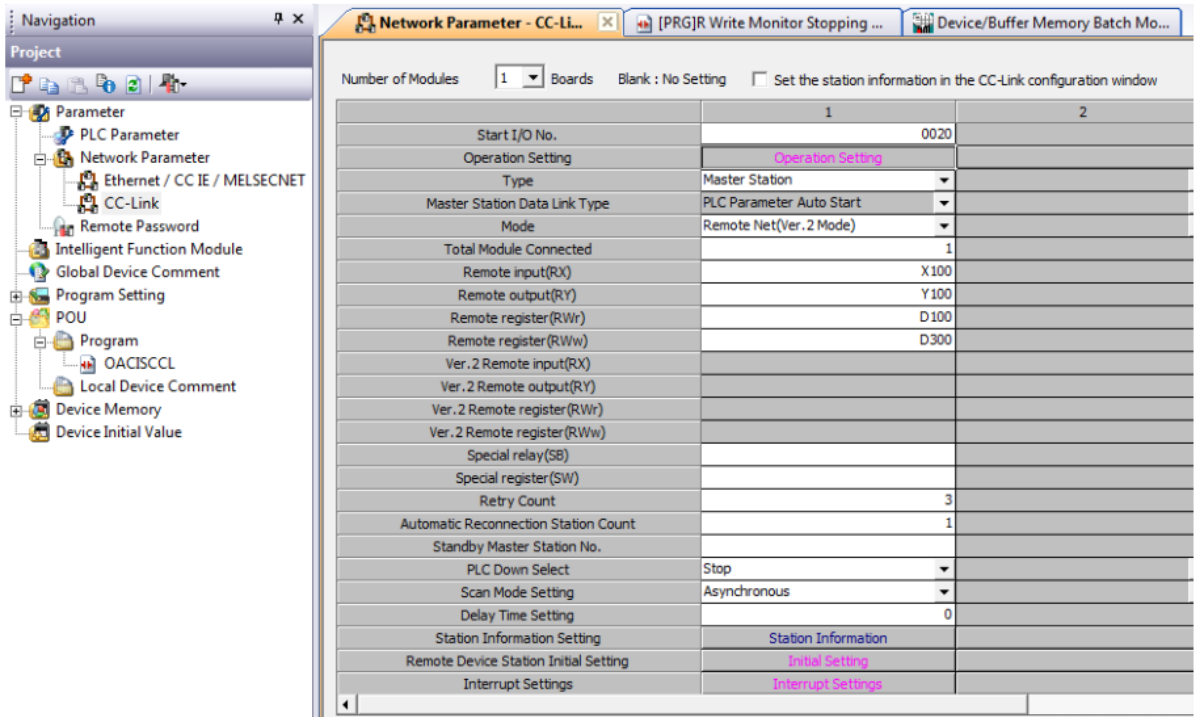 Navigation
Project
Parameter
PLC Parameter
Network Parameter
Ethernet / CC IE / MELSECNET
CC-Link
Remote Password
Intelligent Function Module
Global Device Comment
Program Setting
POU
Program
OACISCCL
Local Device Comment
Device Memory
Device Initial Value
Network Parameter - CC-Li... [PRG]R Write Monitor Stopping ... Device/Buffer Memory Batch Mo...
Number of Modules 1 Boards Blank : No Setting Set the station information in the CC-Link configuration window
1 2
Start I/O No. 0020
Operation Setting Operation Setting
Type Master Station
Master Station Data Link Type PLC Parameter Auto Start
Mode Remote Net(Ver.2 Mode)
Total Module Connected 1
Remote input(RX) X100
Remote output(RY) Y100
Remote register(RWr) D100
Remote register(RWw) D300
Ver.2 Remote input(RX)
Ver.2 Remote output(RY)
Ver.2 Remote register(RWr)
Ver.2 Remote register(RWw)
Special relay(SB)
Special register(SW)
Retry Count 3
Automatic Reconnection Station Count 1
Standby Master Station No.
PLC Down Select Stop
Scan Mode Setting Asynchronous
Delay Time Setting 0
Station Information Setting Station Information
Remote Device Station Initial Setting Initial Setting
Interrupt Settings Interrupt Settings